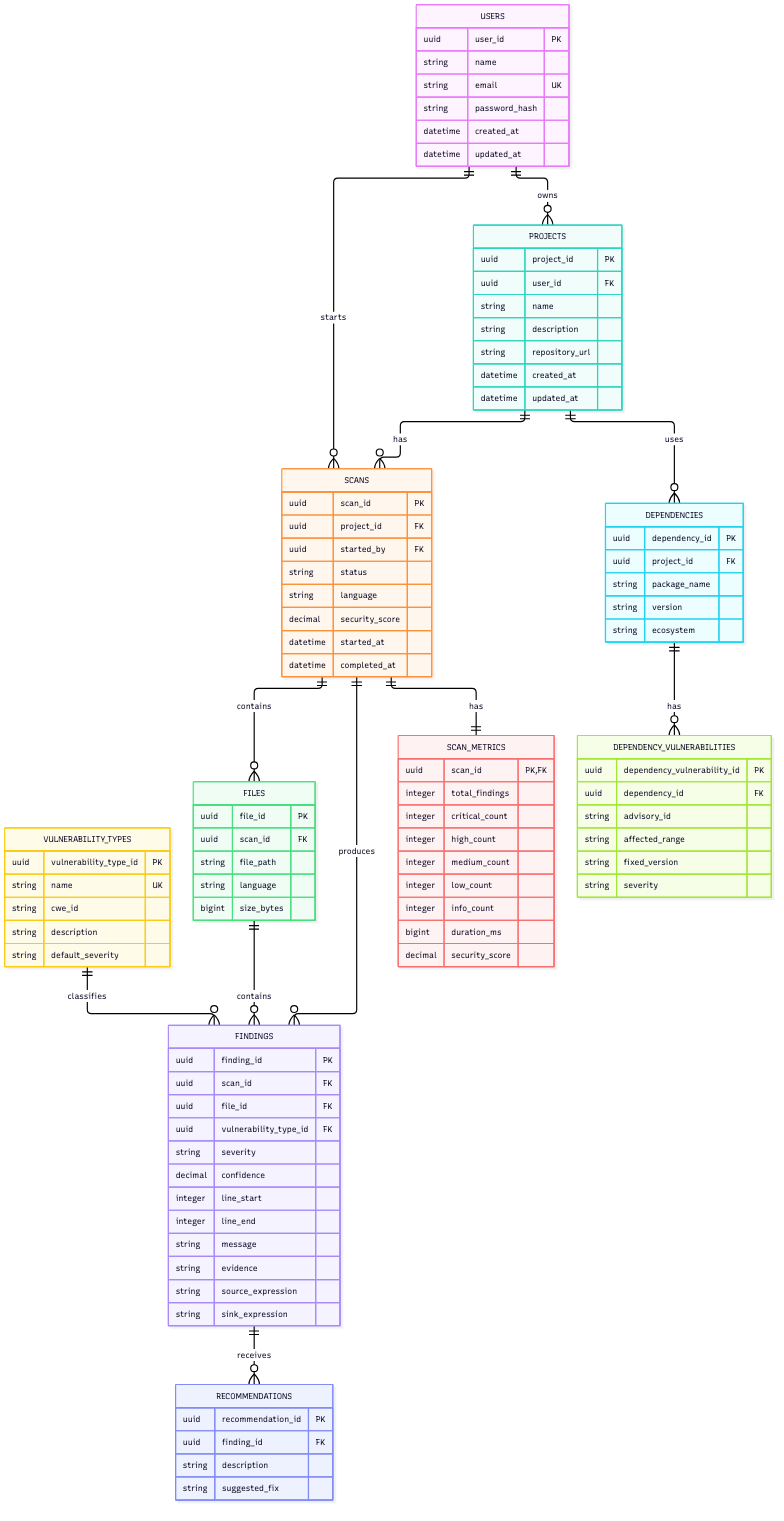 USERS
uuid user_id PK
string name
string email UK
string password_hash
datetime created_at
datetime updated_at
owns
PROJECTS
uuid project_id PK
uuid user_id FK
string name
string description
string repository_url
datetime created_at
datetime updated_at
starts
has
uses
SCANS
uuid scan_id PK
uuid project_id FK
uuid started_by FK
string status
string language
decimal security_score
datetime started_at
datetime completed_at
DEPENDENCIES
uuid dependency_id PK
uuid project_id FK
string package_name
string version
string ecosystem
contains
has
has
SCAN_METRICS
uuid scan_id PK,FK
integer total_findings
integer critical_count
integer high_count
integer medium_count
integer low_count
integer info_count
bigint duration_ms
decimal security_score
DEPENDENCY_VULNERABILITIES
uuid dependency_vulnerability_id PK
uuid dependency_id FK
string advisory_id
string affected_range
string fixed_version
string severity
FILES
uuid file_id PK
uuid scan_id FK
string file_path
string language
bigint size_bytes
produces
VULNERABILITY_TYPES
uuid vulnerability_type_id PK
string name UK
string cwe_id
string description
string default_severity
classifies
contains
FINDINGS
uuid finding_id PK
uuid scan_id FK
uuid file_id FK
uuid vulnerability_type_id FK
string severity
decimal confidence
integer line_start
integer line_end
string message
string evidence
string source_expression
string sink_expression
receives
RECOMMENDATIONS
uuid recommendation_id PK
uuid finding_id FK
string description
string suggested_fix